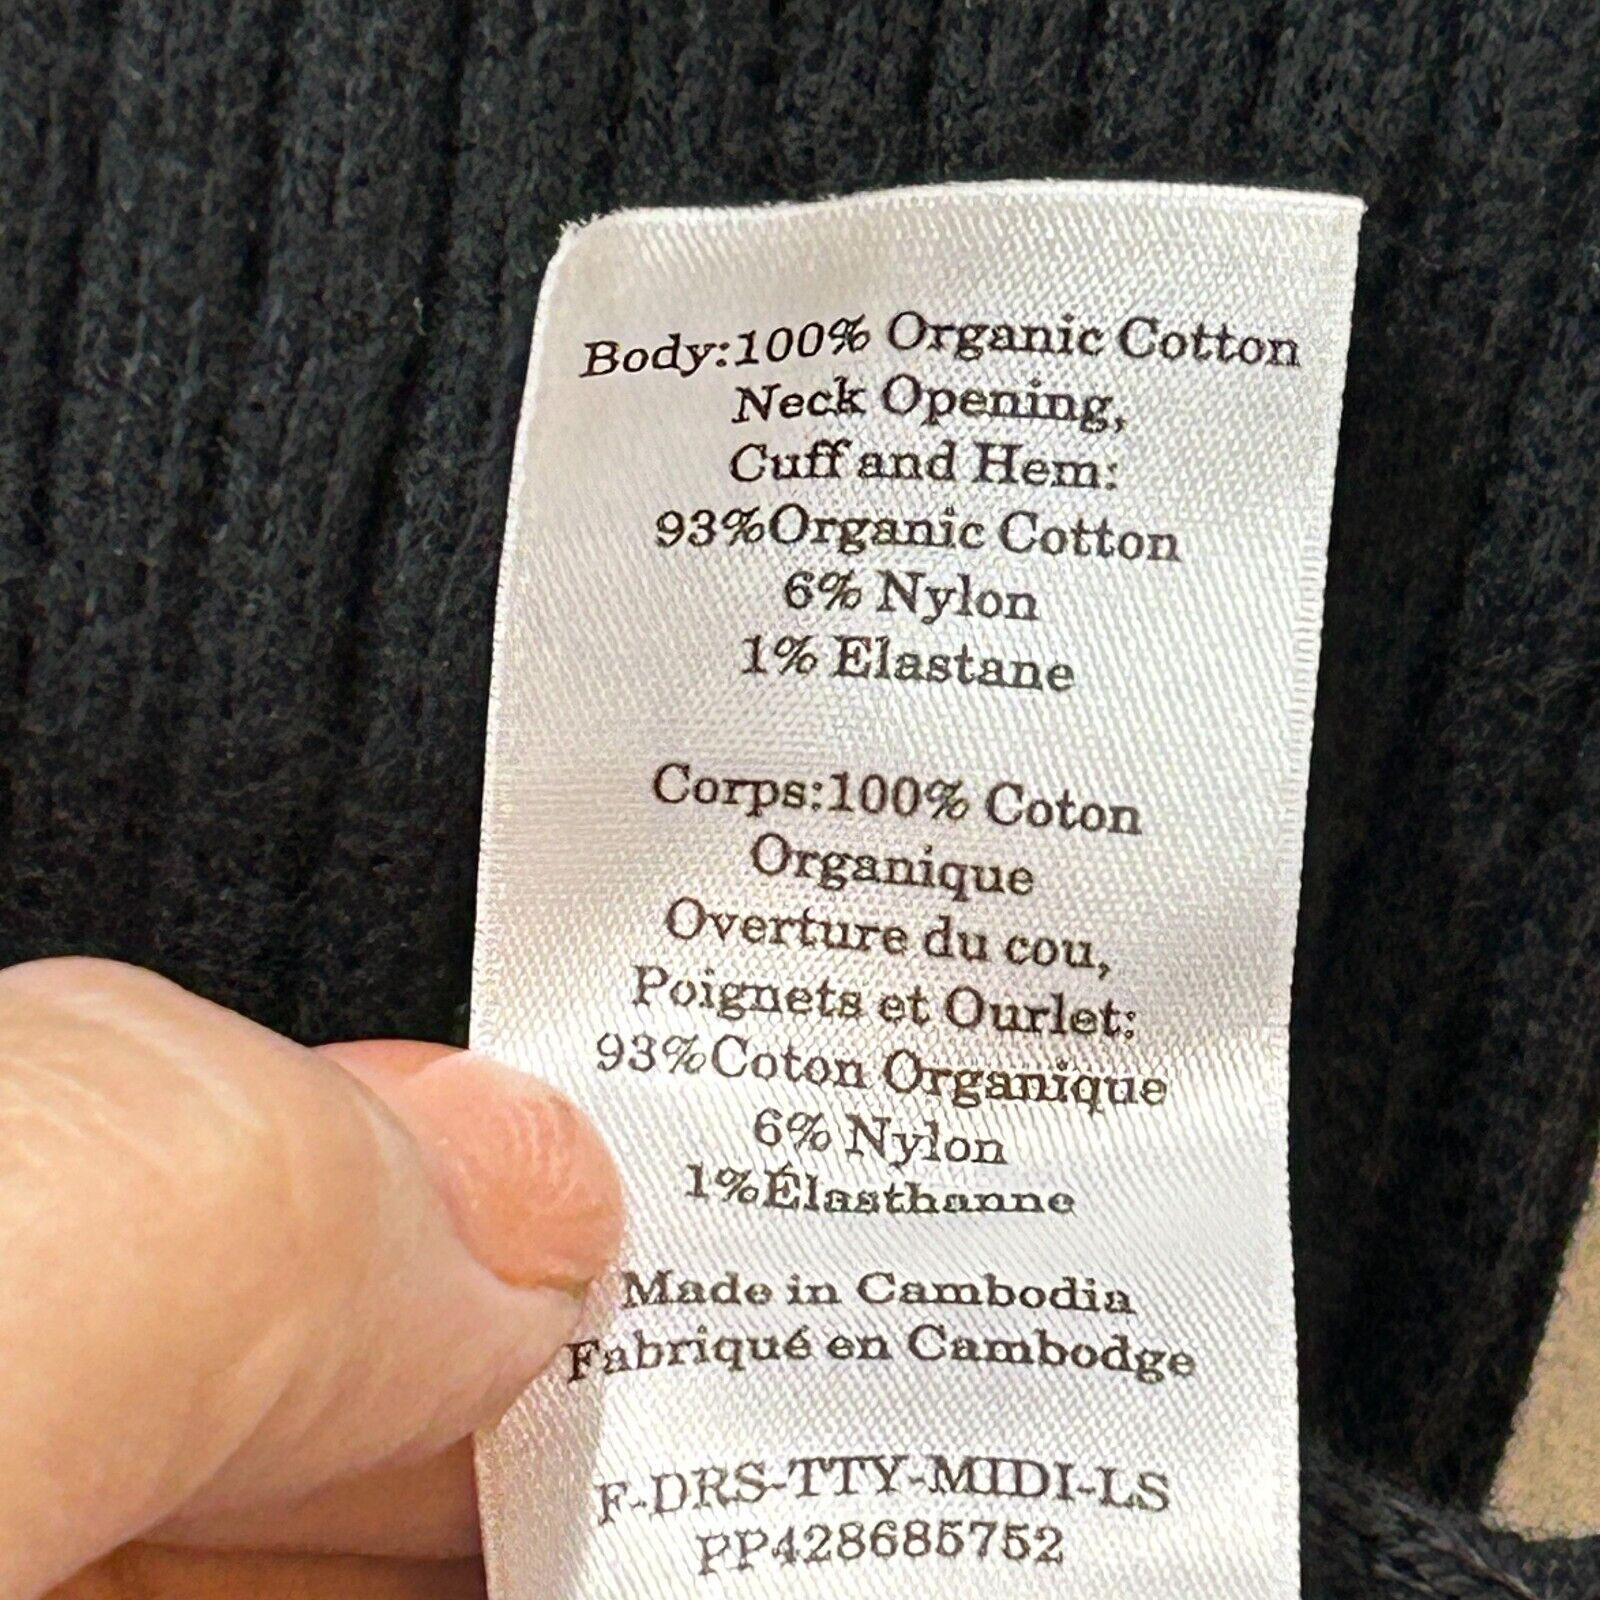 Body:100% Organic Cotton
Neck Opening,
Cuff and Hem:
93%Organic Cotton
6% Nylon
1% Elastane
Corps:100% Coton
Organique
Overture du cou,
Poignets et Ourlet:
93%Coton Organique
6% Nylon
1%Élasthanne
Made in Cambodia
Fabriqué en Cambodge
F-DRS-TTY-MIDI-LS
PP428685752